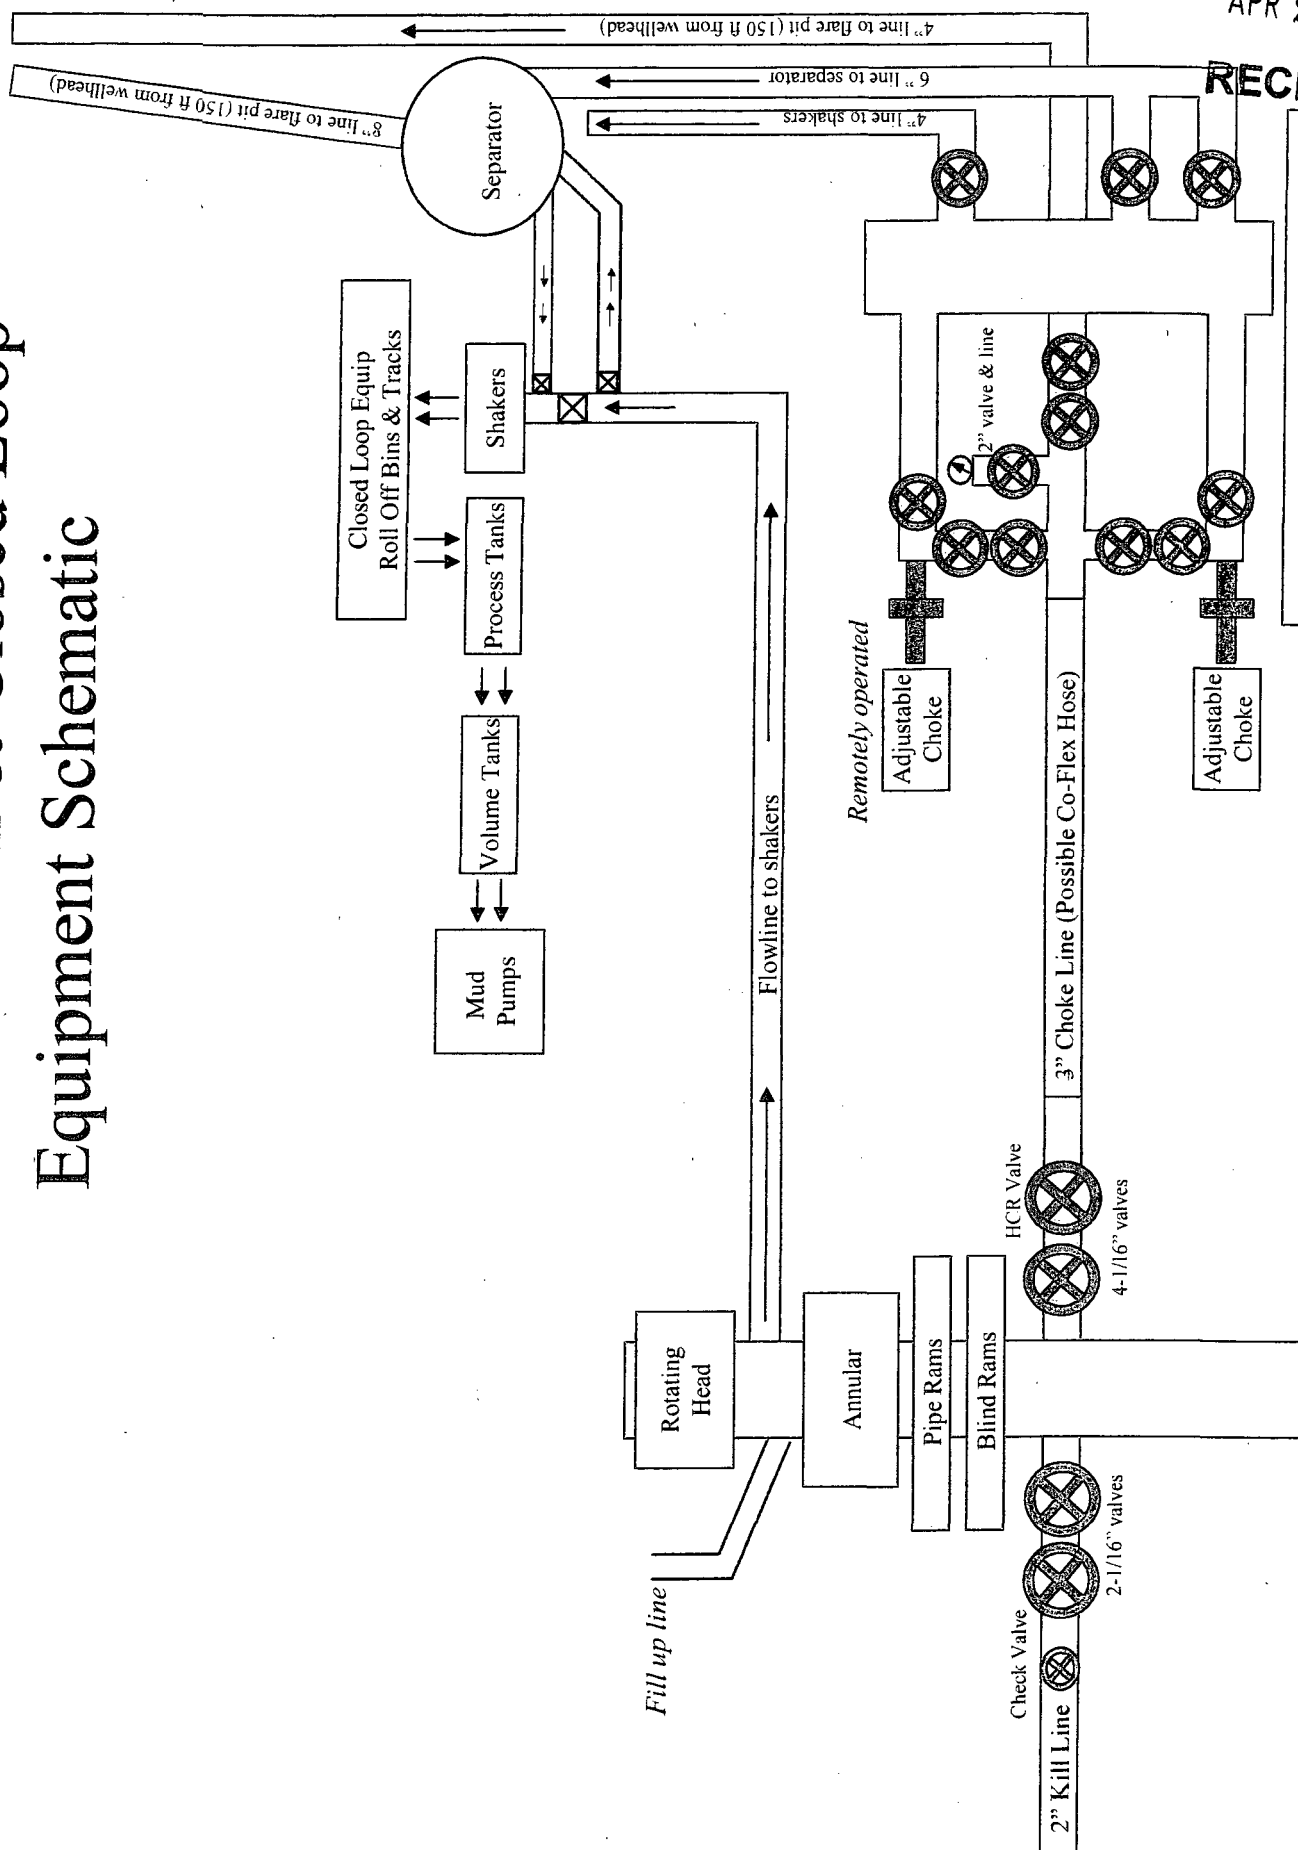 Closed Loop
Equipment Schematic
Closed Loop Equip
Roll Off Bins & Tracks
Shakers
Process Tanks
Volume Tanks
Mud
Pumps
Separator
8" line to flare pit (150 ft from wellhead)
4" line to flare pit (150 ft from wellhead)
6" line to separator
4" line to shakers
Fill up line
Rotating
Head
Flowline to shakers
Annular
Pipe Rams
Blind Rams
Remotely operated
Adjustable
Choke
2" valve & line
Check Valve
HCR Valve
2" Kill Line
3" Choke Line (Possible Co-Flex Hose)
2-1/16" valves
4-1/16" valves
Adjustable
Choke
APR